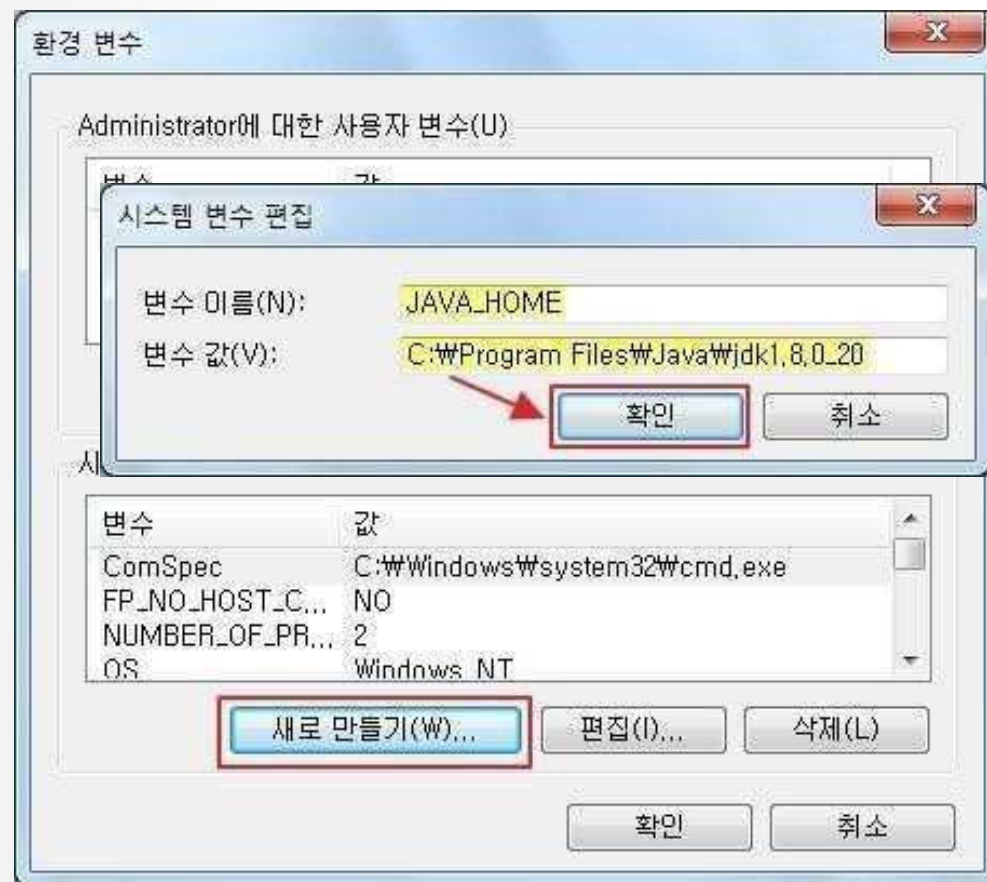 환경 변수
Administrator에 대한 사용자 변수(U)
시스템 변수 편집
변수 이름(N):
JAVA_HOME
변수 값(V):
C:₩Program Files₩Java₩jdk1.8.0_20
확인
취소
변수 값
ComSpec C:₩Windows₩system32₩cmd.exe
FP_NO_HOST_C... NO
NUMBER_OF_PR... 2
OS Windows_NT
새로 만들기(W)...
편집(I)...
삭제(L)
확인
취소